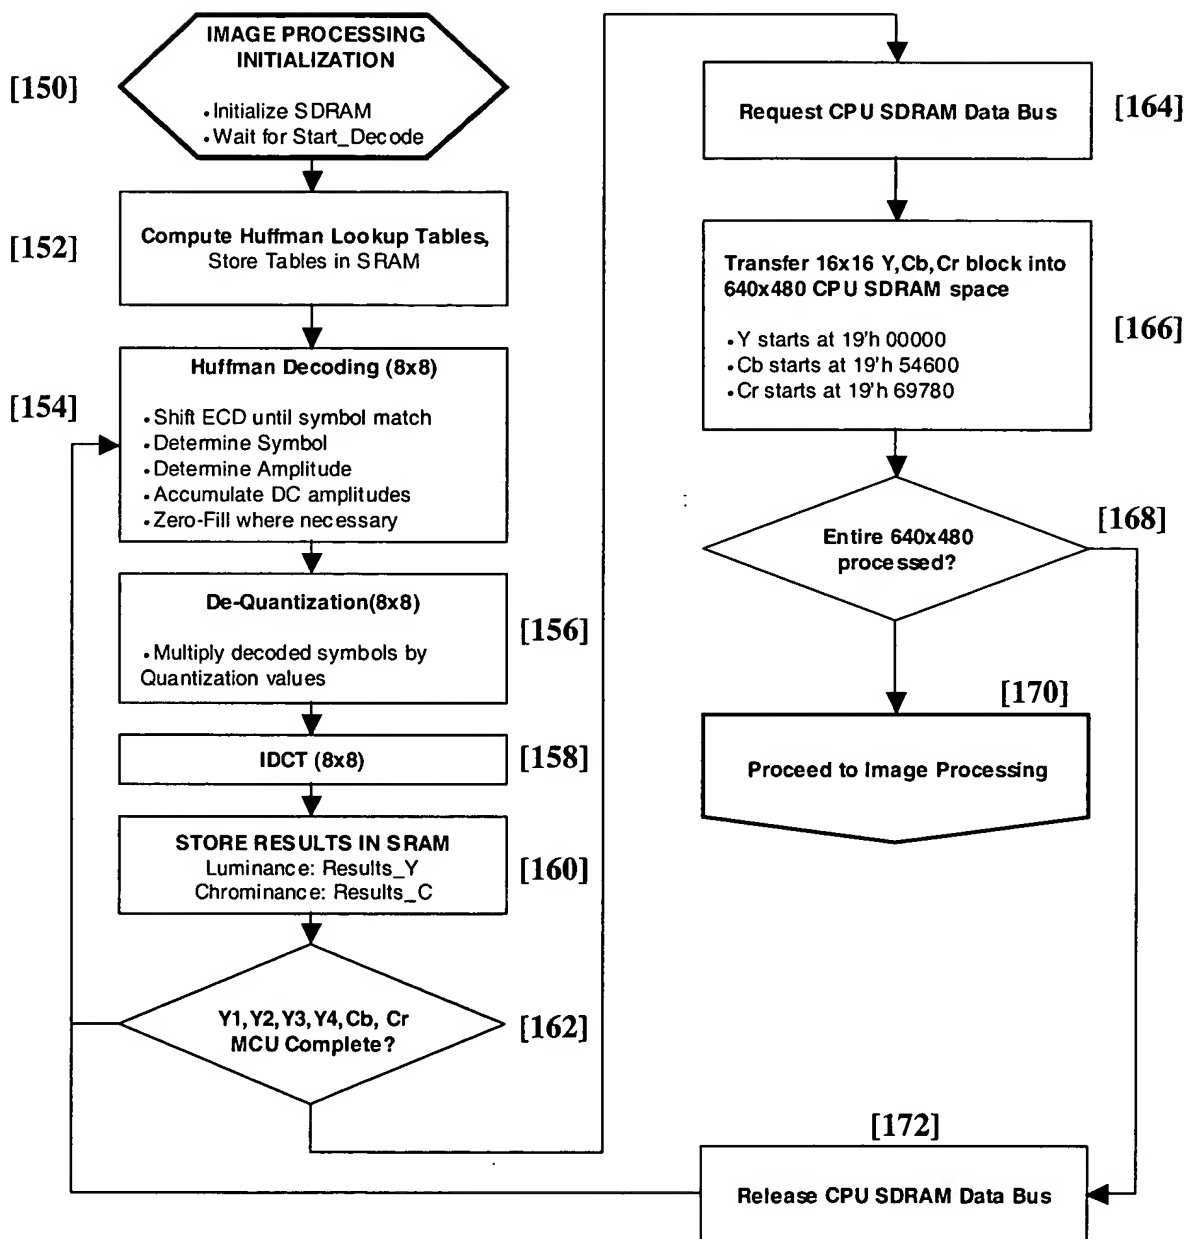 IMAGE PROCESSING
INITIALIZATION
[150]
•Initialize SDRAM
•Wait for Start_Decode
[152]
Compute Huffman Lookup Tables,
Store Tables in SRAM
Huffman Decoding (8x8)
[154]
•Shift ECD until symbol match
•Determine Symbol
•Determine Amplitude
•Accumulate DC amplitudes
•Zero-Fill where necessary
De-Quantization(8x8)
[156]
•Multiply decoded symbols by
Quantization values
IDCT (8x8)
[158]
STORE RESULTS IN SRAM
Luminance: Results_Y
Chrominance: Results_C
[160]
Y1,Y2,Y3,Y4,Cb, Cr
MCU Complete?
[162]
Request CPU SDRAM Data Bus
[164]
Transfer 16x16 Y,Cb,Cr block into
640x480 CPU SDRAM space
[166]
•Y starts at 19'h 00000
•Cb starts at 19'h 54600
•Cr starts at 19'h 69780
[168]
Entire 640x480
processed?
[170]
Proceed to Image Processing
[172]
Release CPU SDRAM Data Bus